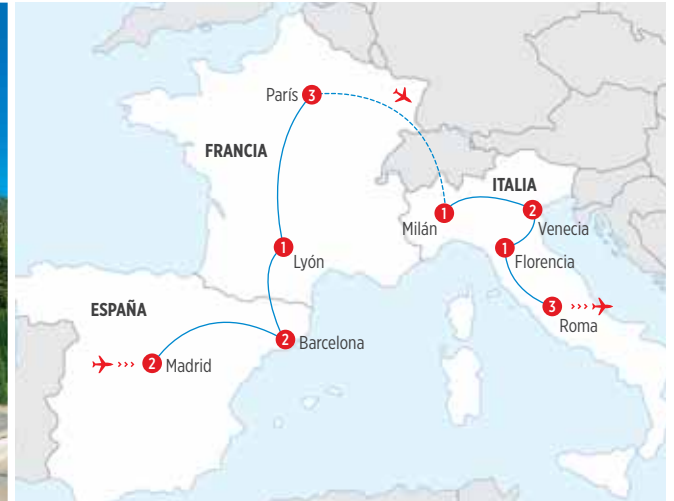 París 3
FRANCIA
ITALIA
Milán 1
2
Venecia
1
Lyón
1
Florencia
ESPAÑA
3
Roma
2 Barcelona
2 Madrid